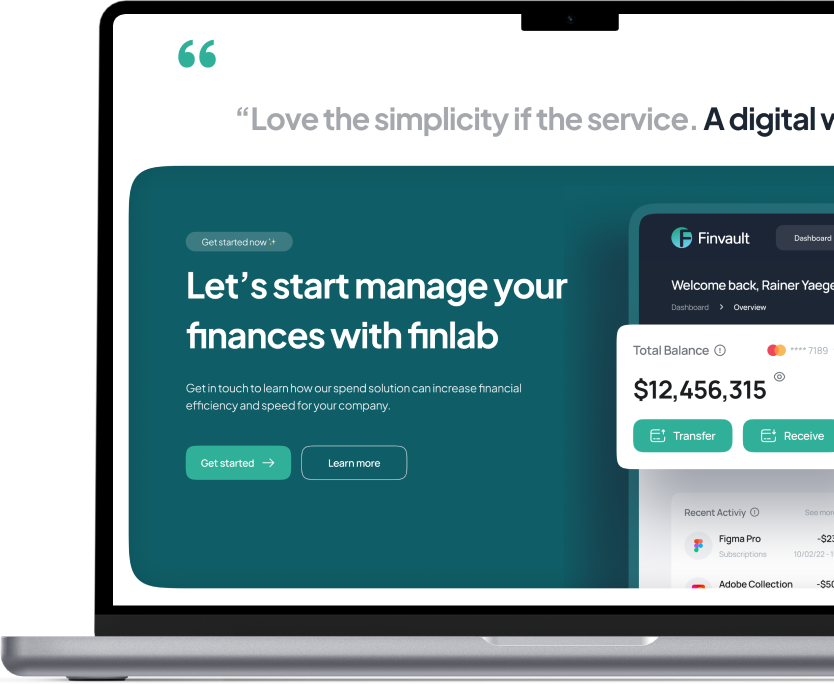 “Love the simplicity if the service. A digital
Get started now
Let’s start manage your
finances with finlab
Get in touch to learn how our spend solution can increase financial
efficiency and speed for your company.
Get started
Learn more
Finvault
Dashboard
Welcome back, Rainer Yaege
Dashboard > Overview
Total Balance
**** 7189
$12,456,315
Transfer
Receive
Recent Activiy
See mor
Figma Pro -$23
Subscriptions 10/02/22 - 1
Adobe Collection -$50